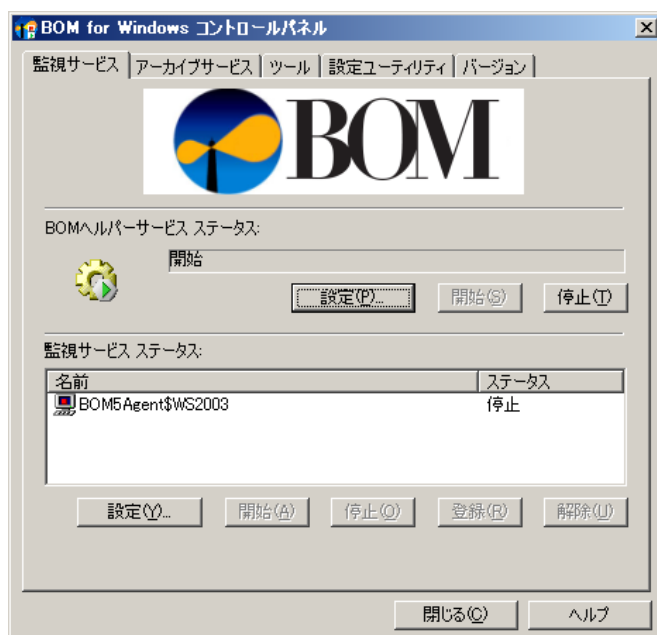 BOM for Windows コントロールパネル
監視サービス アーカイブサービス ツール 設定ユーティリティ バージョン
BOM
BOMヘルパーサービス ステータス:
開始
設定(P)... 開始(S) 停止(T)
監視サービス ステータス:
名前 ステータス
BOM5Agent$WS2003 停止
設定(Y)... 開始(A) 停止(O) 登録(R) 解除(U)
閉じる(C) ヘルプ